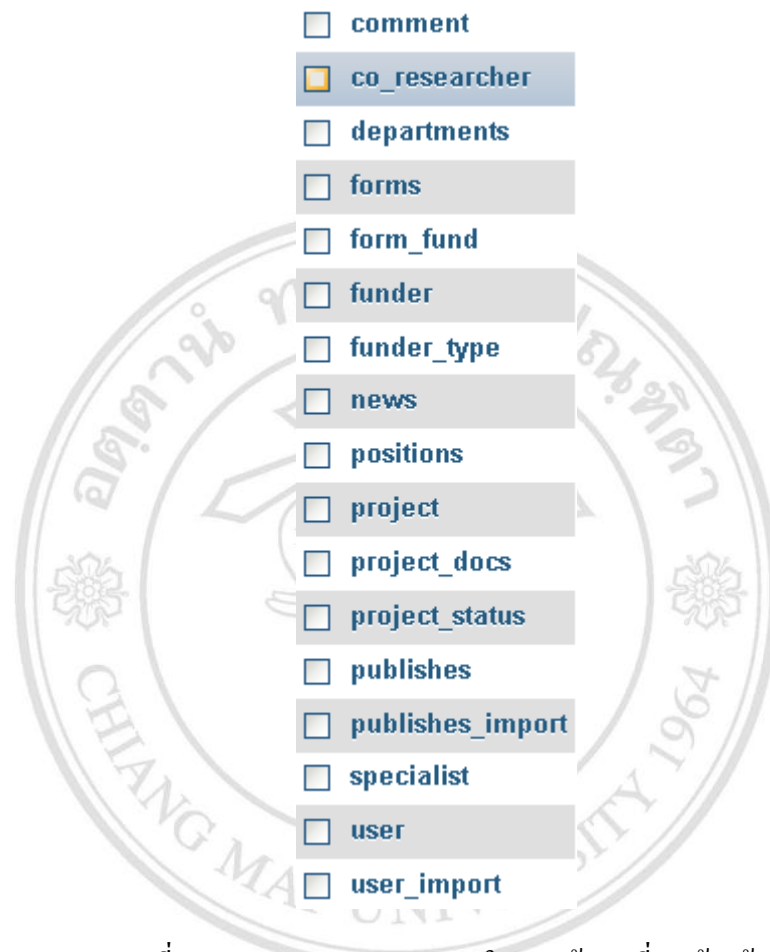 comment
co_researcher
departments
forms
form_fund
funder
funder_type
news
positions
project
project_docs
project_status
publishes
publishes_import
specialist
user
user_import
CHIANG MAI UNIVERSITY 1964